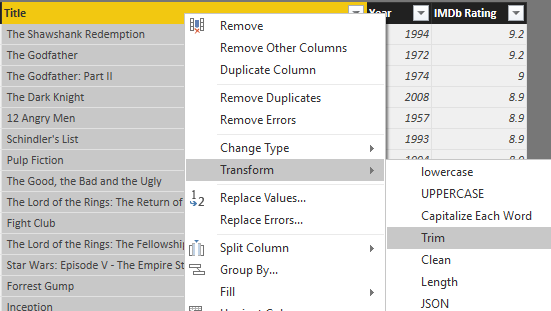 Title Year IMDb Rating
The Shawshank Redemption 1994 9.2
The Godfather 1972 9.2
The Godfather: Part II 1974 9
The Dark Knight 2008 8.9
12 Angry Men 1957 8.9
Schindler's List 1993 8.9
Pulp Fiction
The Good, the Bad and the Ugly
The Lord of the Rings: The Return of
Fight Club
The Lord of the Rings: The Fellowship
Star Wars: Episode V - The Empire St
Forrest Gump
Inception
Remove
Remove Other Columns
Duplicate Column
Remove Duplicates
Remove Errors
Change Type
Transform
Replace Values...
Replace Errors...
Split Column
Group By...
Fill
lowercase
UPPERCASE
Capitalize Each Word
Trim
Clean
Length
JSON